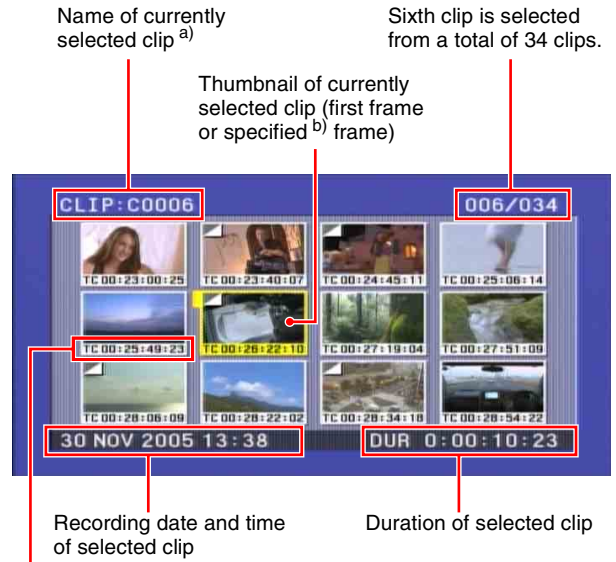 Name of currently
selected clip a)
Sixth clip is selected
from a total of 34 clips.
Thumbnail of currently
selected clip (first frame
or specified b) frame)
CLIP:C0006
006/034
TC 00:23:00:25
TC 00:23:40:07
TC 00:24:45:11
TC 00:25:06:14
TC 00:25:49:23
TC 00:26:22:10
TC 00:27:19:04
TC 00:27:51:09
TC 00:28:06:09
TC 00:28:22:02
TC 00:28:34:18
TC 00:28:54:22
30 NOV 2005 13:38
DUR 0:00:10:23
Recording date and time
of selected clip
Duration of selected clip